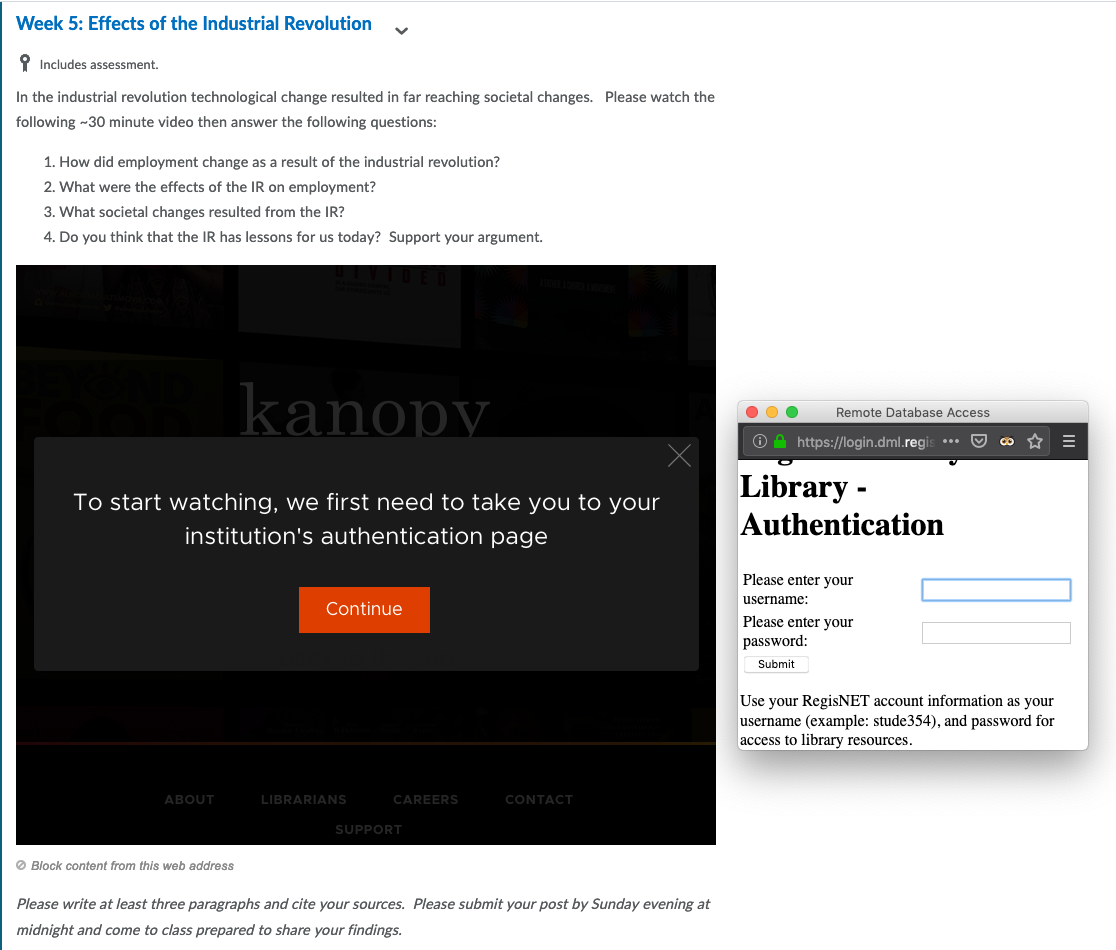 Week 5: Effects of the Industrial Revolution
Includes assessment.
In the industrial revolution technological change resulted in far reaching societal changes. Please watch the
following ~30 minute video then answer the following questions:
1. How did employment change as a result of the industrial revolution?
2. What were the effects of the IR on employment?
3. What societal changes resulted from the IR?
4. Do you think that the IR has lessons for us today? Support your argument.
DIVIDED
BEYOND
kanopy
To start watching, we first need to take you to your
institution's authentication page
Continue
ABOUT LIBRARIANS CAREERS CONTACT
SUPPORT
Remote Database Access
https://login.dml.regis
Library -
Authentication
Please enter your
username:
Please enter your
password:
Submit
Use your RegisNET account information as your
username (example: stude354), and password for
access to library resources.
Block content from this web address
Please write at least three paragraphs and cite your sources. Please submit your post by Sunday evening at
midnight and come to class prepared to share your findings.